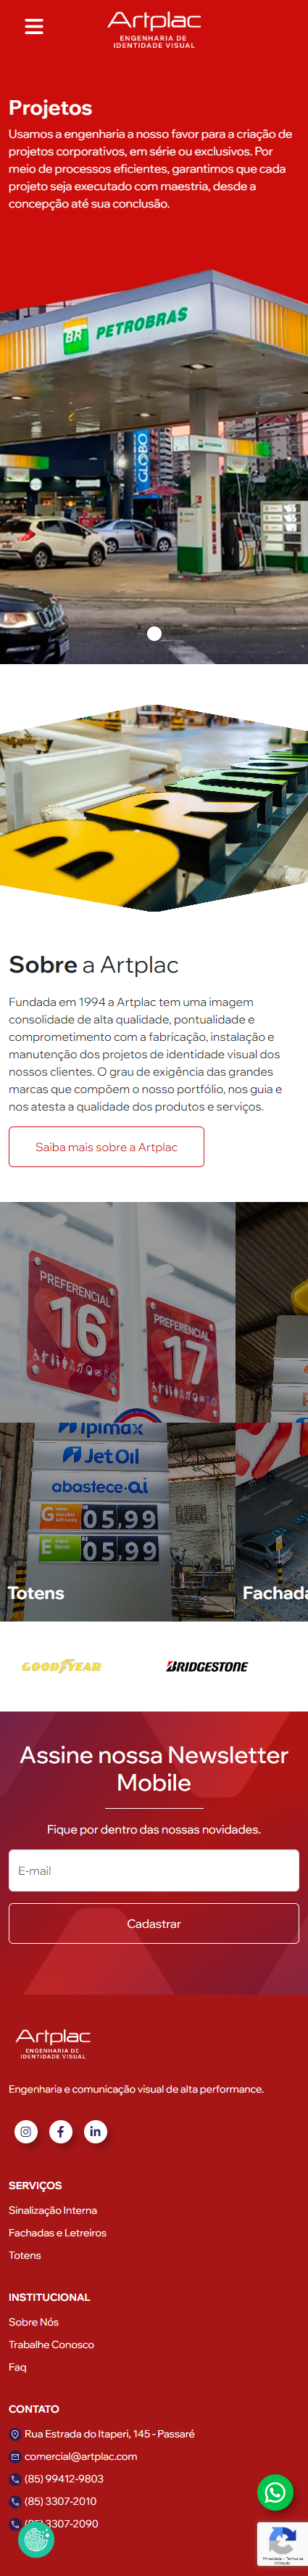 Artplac
ENGENHARIA DE
IDENTIDADE VISUAL
Projetos
Usamos a engenharia a nosso favor para a criação de
projetos corporativos, em série ou exclusivos. Por
meio de processos eficientes, garantimos que cada
projeto seja executado com maestria, desde a
concepção até sua conclusão.
BR PETROBRAS
GLOBO
Sobre a Artplac
Fundada em 1994 a Artplac tem uma imagem
consolidade de alta qualidade, pontualidade e
comprometimento com a fabricação, instalação e
manutenção dos projetos de identidade visual dos
nossos clientes. O grau de exigência das grandes
marcas que compõem o nosso portfólio, nos guia e
nos atesta a qualidade dos produtos e serviços.
Saiba mais sobre a Artplac
PREFERENCIAL
16
PREFERENCIAL
17
Ipimax
JetOil
abastece.aí
G Gasolina Aditivada R$ 05.99
E Etanol R$ 05.99
Totens
Fachada
GOODYEAR
BRIDGESTONE
Assine nossa Newsletter
Mobile
Fique por dentro das nossas novidades.
E-mail
Cadastrar
Artplac
ENGENHARIA DE
IDENTIDADE VISUAL
Engenharia e comunicação visual de alta performance.
SERVIÇOS
Sinalização Interna
Fachadas e Letreiros
Totens
INSTITUCIONAL
Sobre Nós
Trabalhe Conosco
Faq
CONTATO
Rua Estrada do Itaperi, 145 - Passaré
comercial@artplac.com
(85) 99412-9803
(85) 3307-2010
(85) 3307-2090
Privacidade - Termos de
Utilização